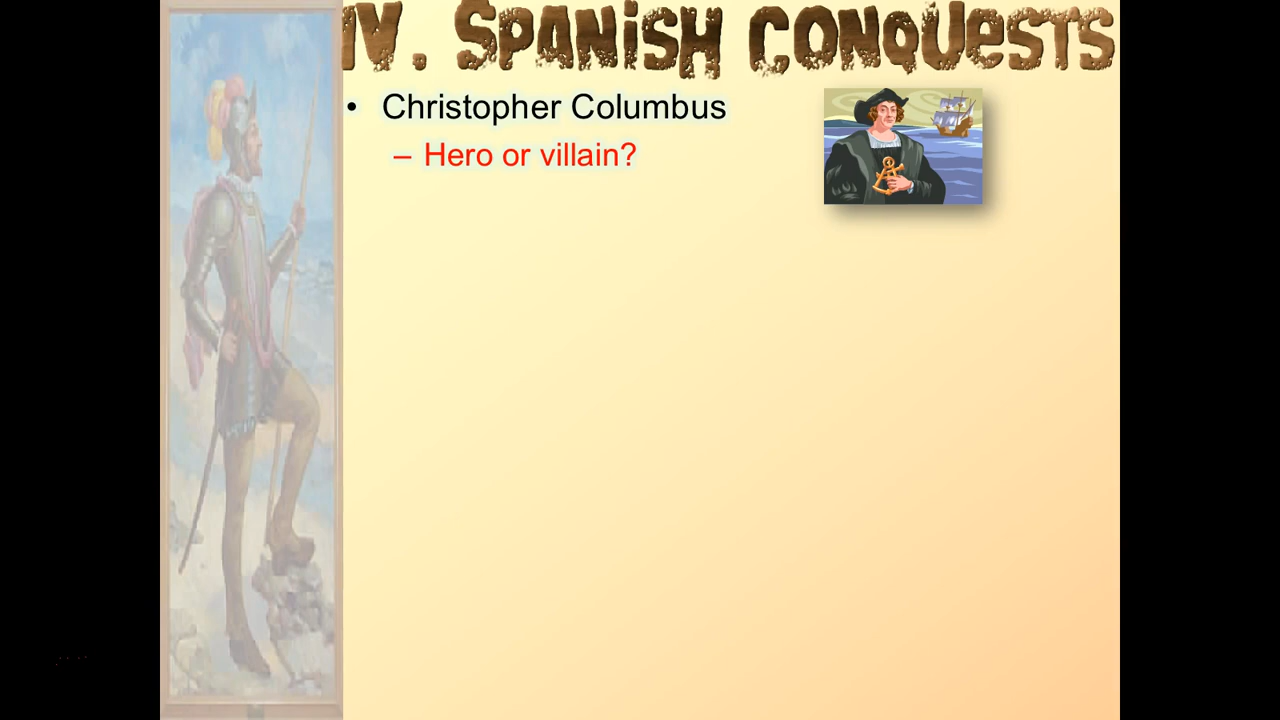 IV. Spanish Conquests
• Christopher Columbus
– Hero or villain?